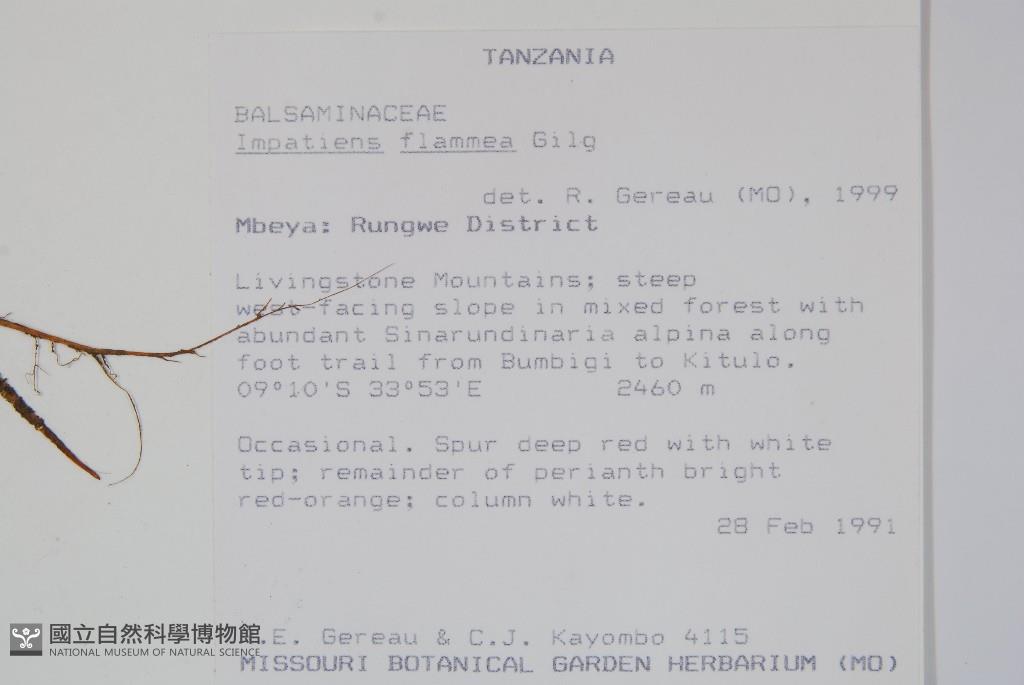 TANZANIA
BALSAMINACEAE
Impatiens flammea Gilg
det. R. Gereau (MO), 1999
Mbeya: Rungwe District
Livingstone Mountains; steep
west-facing slope in mixed forest with
abundant Sinarundinaria alpina along
foot trail from Bumbigi to Kitulo.
09°10'S 33°53'E 2460 m
Occasional. Spur deep red with white
tip; remainder of perianth bright
red-orange; column white.
28 Feb 1991
.E. Gereau & C.J. Kayombo 4115
MISSOURI BOTANICAL GARDEN HERBARIUM (MO)
國立自然科學博物館
NATIONAL MUSEUM OF NATURAL SCIENCE